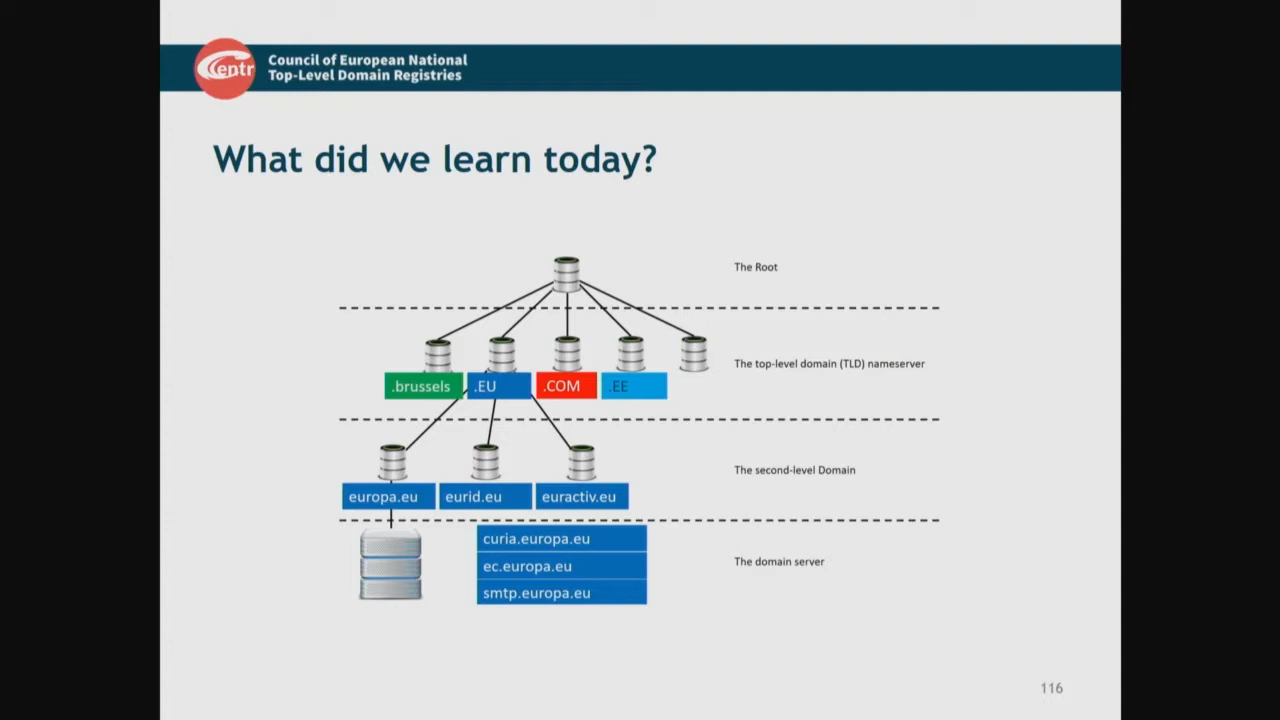 Centr
Council of European National
Top-Level Domain Registries
What did we learn today?
The Root
The top-level domain (TLD) nameserver
.brussels
.EU
.COM
.EE
The second-level Domain
europa.eu
eurid.eu
euractiv.eu
curia.europa.eu
ec.europa.eu
smtp.europa.eu
The domain server
116